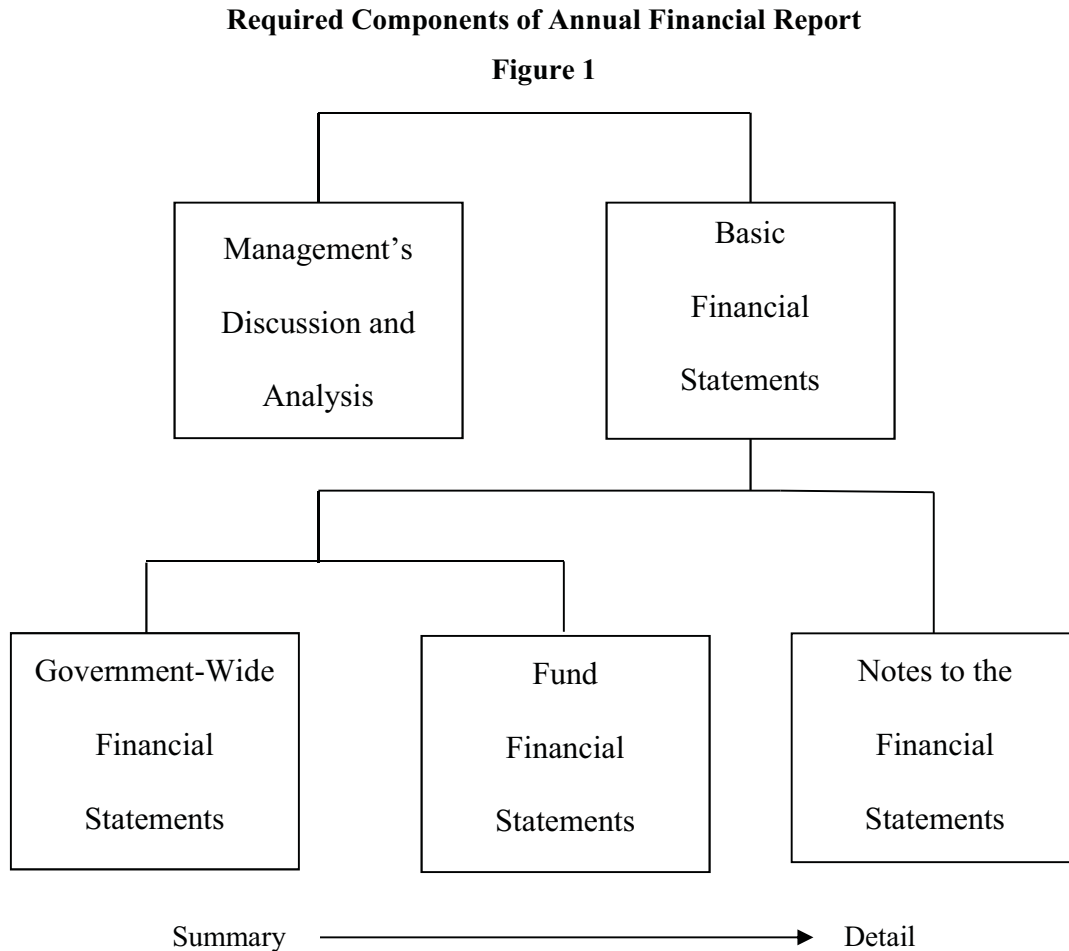 Required Components of Annual Financial Report
Figure 1
Management’s
Discussion and
Analysis
Basic
Financial
Statements
Government-Wide
Financial
Statements
Fund
Financial
Statements
Notes to the
Financial
Statements
Summary
Detail